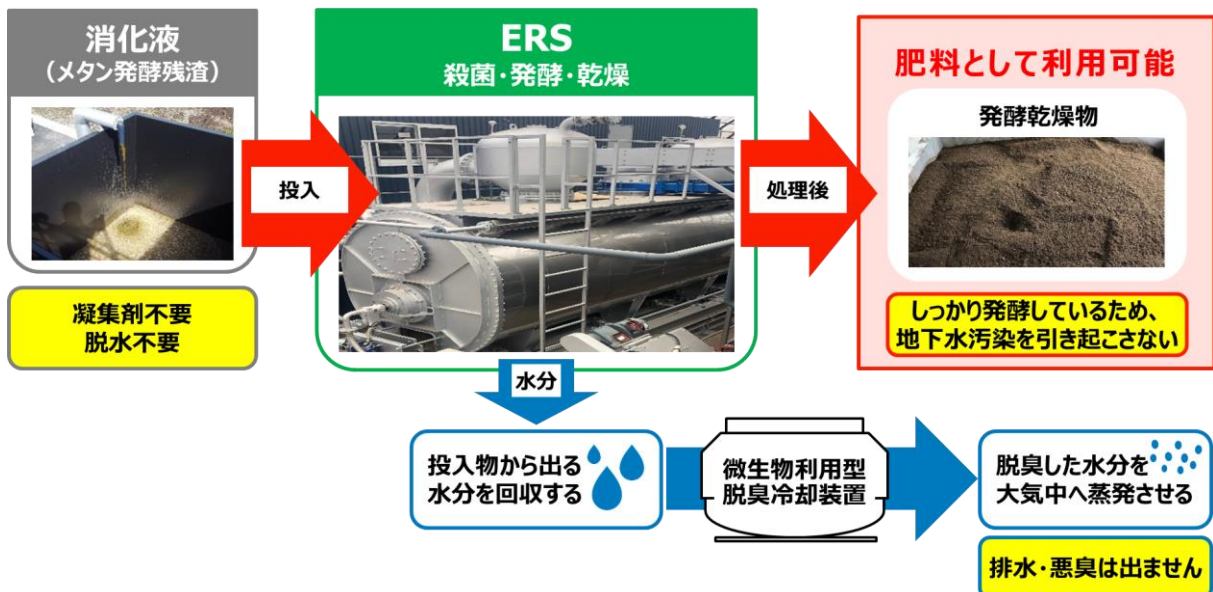 消化液
（メタン発酵残渣）
凝集剤不要
脱水不要
投入
ERS
殺菌・発酵・乾燥
処理後
肥料として利用可能
発酵乾燥物
しっかり発酵しているため、
地下水汚染を引き起こさない
水分
投入物から出る
水分を回収する
微生物利用型
脱臭冷却装置
脱臭した水分を
大気中へ蒸発させる
排水・悪臭は出ません